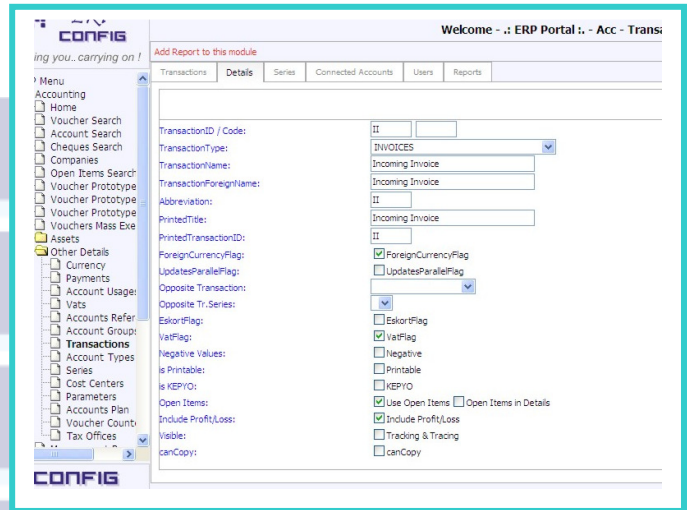 CONFIG
Welcome - .: ERP Portal :. - Acc - Transa
ing you..carrying on !
Add Report to this module
Transactions Details Series Connected Accounts Users Reports
Menu
Accounting
Home
Voucher Search
Account Search
Cheques Search
Companies
Open Items Search
Voucher Prototype
Voucher Prototype
Voucher Prototype
Vouchers Mass Exe
Assets
Other Details
Currency
Payments
Account Usage
Vats
Accounts Refer
Account Group
Transactions
Account Types
Series
Cost Centers
Parameters
Accounts Plan
Voucher Count
Tax Offices
CONFIG
TransactionID / Code: II
TransactionType: INVOICES
TransactionName: Incoming Invoice
TransactionForeignName: Incoming Invoice
Abbreviation: II
PrintedTitle: Incoming Invoice
PrintedTransactionID: II
ForeignCurrencyFlag: ForeignCurrencyFlag
UpdatesParallelFlag: UpdatesParallelFlag
Opposite Transaction:
Opposite Tr.Series:
EskortFlag: EskortFlag
VatFlag: VatFlag
Negative Values: Negative
is Printable: Printable
is KEPYO: KEPYO
Open Items: Use Open Items Open Items in Details
Include Profit/Loss: Include Profit/Loss
Visible: Tracking & Tracing
canCopy: canCopy